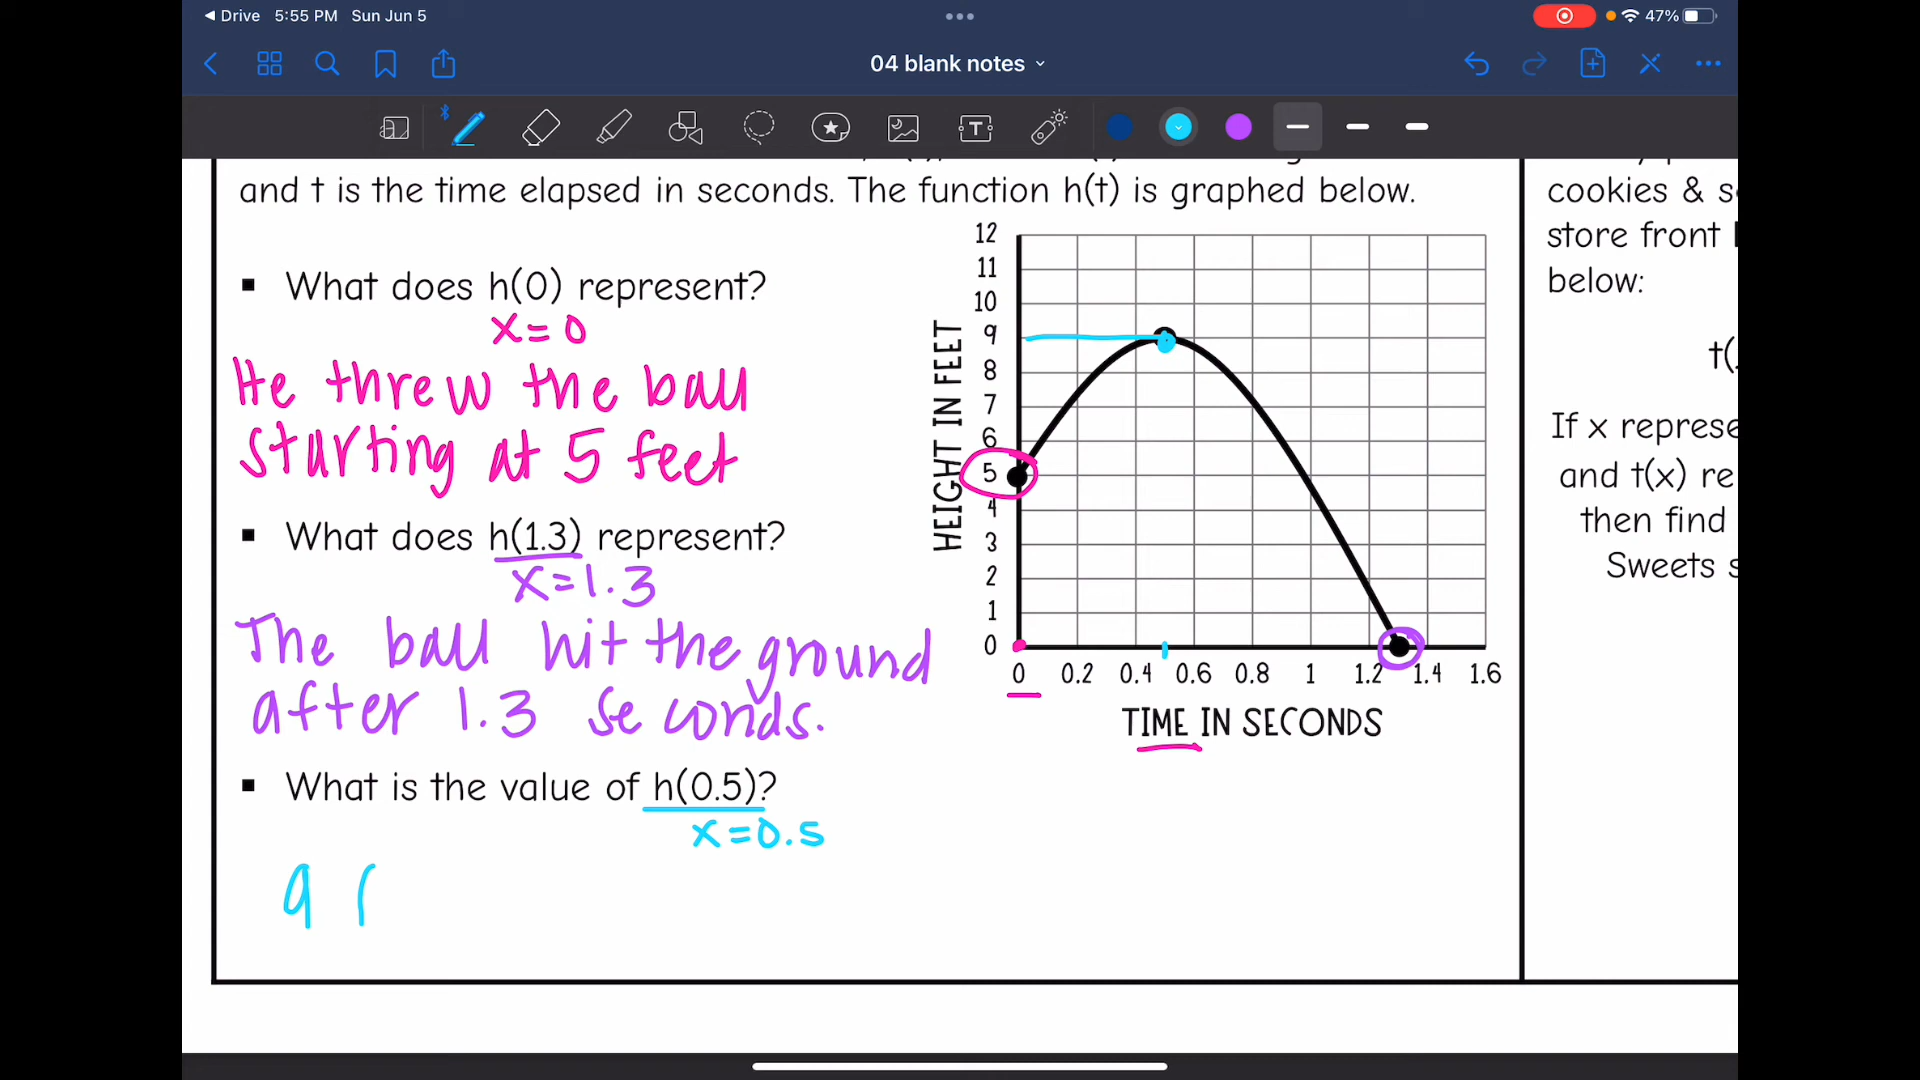 Drive 5:55 PM Sun Jun 5
47%
04 blank notes
T
and t is the time elapsed in seconds. The function h(t) is graphed below.
What does h(0) represent?
x=0
He threw the ball
starting at 5 feet
What does h(1.3) represent?
x=1.3
The ball hit the ground
after 1.3 seconds.
What is the value of h(0.5)?
x=0.5
9
HEIGHT IN FEET
12
11
10
9
8
7
6
5
4
3
2
1
0
0 0.2 0.4 0.6 0.8 1 1.2 1.4 1.6
TIME IN SECONDS
cookies & s
store front
below:
t(
If x represe
and t(x) re
then find
Sweets s